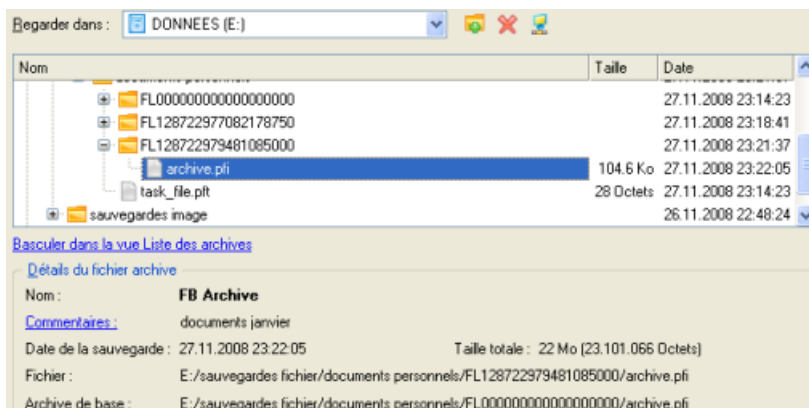 Regarder dans : DONNEES (E:)
Nom Taille Date
FL000000000000000000 27.11.2008 23:14:23
FL128722977082178750 27.11.2008 23:18:41
FL128722979481085000 27.11.2008 23:21:37
archive.pfi 104.6 Ko 27.11.2008 23:22:05
task_file.pft 28 Octets 27.11.2008 23:14:23
sauvegardes image 26.11.2008 22:48:24
Basculer dans la vue Liste des archives
Détails du fichier archive
Nom : FB Archive
Commentaires : documents janvier
Date de la sauvegarde : 27.11.2008 23:22:05 Taille totale : 22 Mo (23.101.066 Octets)
Fichier : E:/sauvegardes fichier/documents personnels/FL128722979481085000/archive.pfi
Archive de base : E:/sauvegardes fichier/documents personnels/FL000000000000000000/archive.pfi